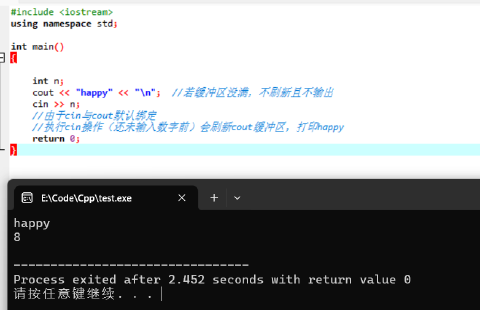 #include <iostream>
using namespace std;
int main()
{
int n;
cout << "happy" << "\n"; //若缓冲区没满，不刷新且不输出
cin >> n;
//由于cin与cout默认绑定
//执行cin操作（还未输入数字前）会刷新cout缓冲区，打印happy
return 0;
}
E:\Code\Cpp\test.exe
happy
8
--------------------------------
Process exited after 2.452 seconds with return value 0
请按任意键继续. . .